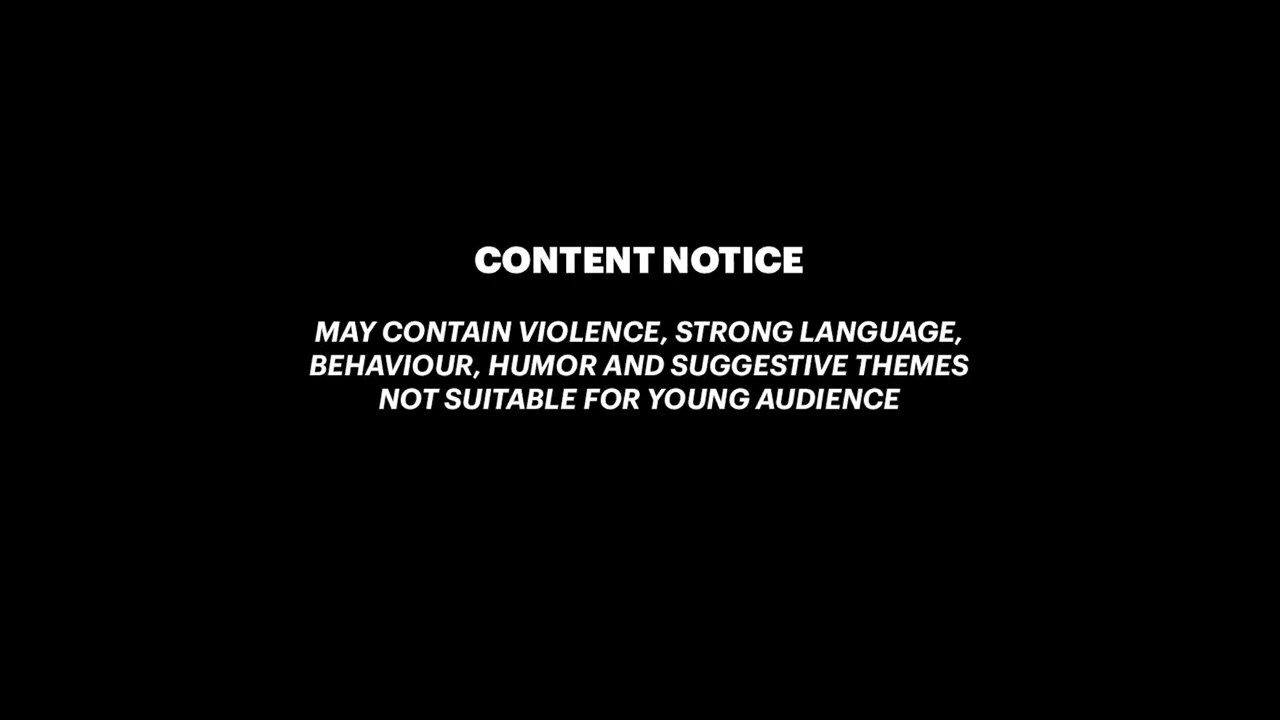 CONTENT NOTICE
MAY CONTAIN VIOLENCE, STRONG LANGUAGE,
BEHAVIOUR, HUMOR AND SUGGESTIVE THEMES
NOT SUITABLE FOR YOUNG AUDIENCE